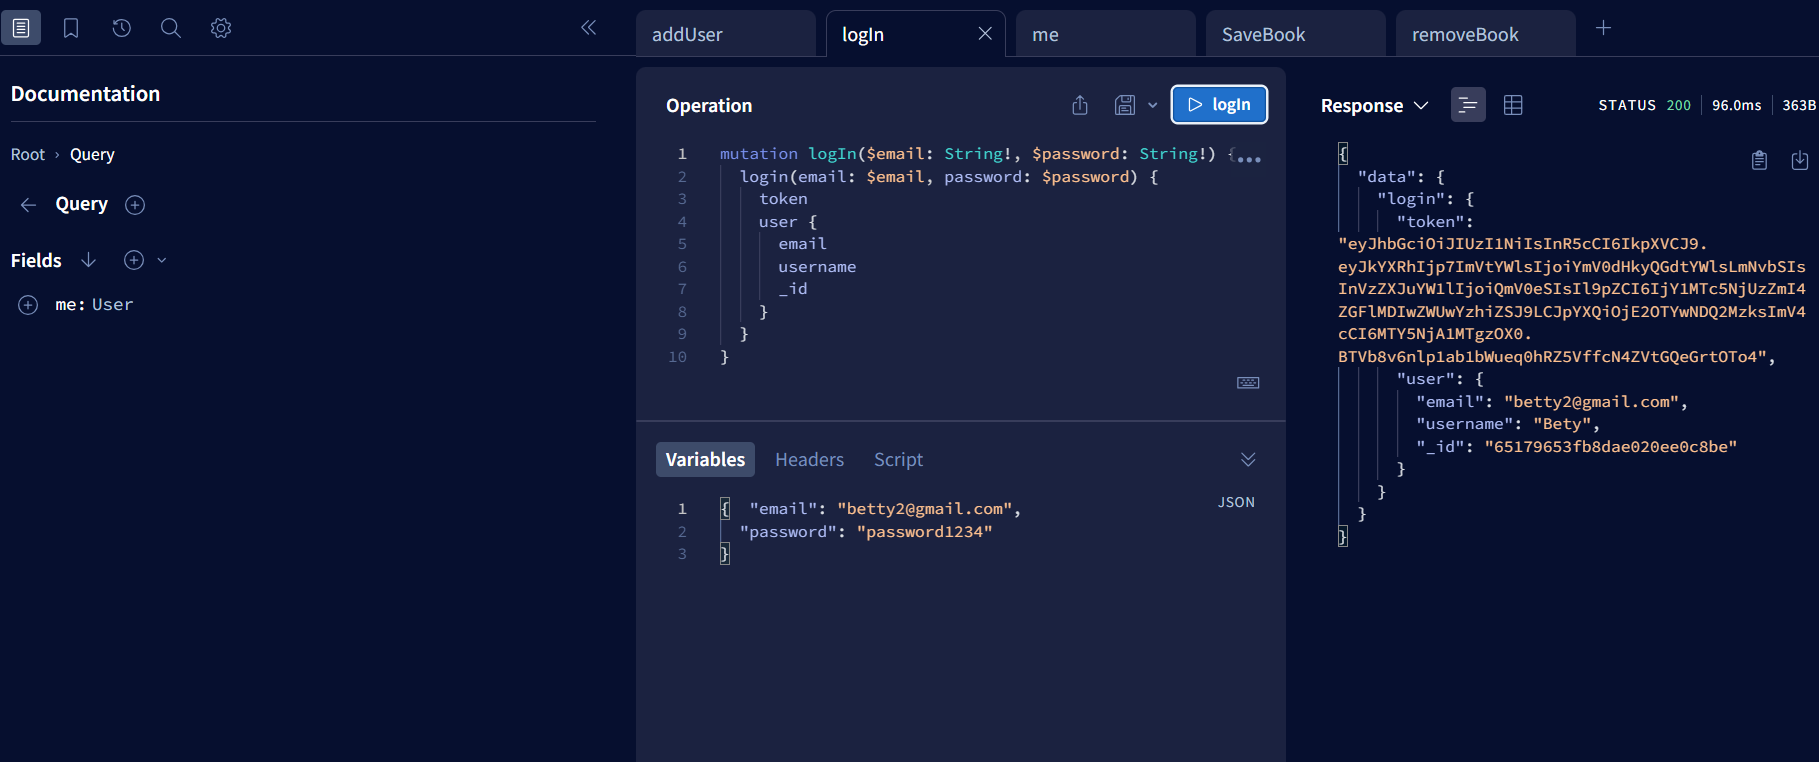 addUser
logIn
me
SaveBook
removeBook
Documentation
Root › Query
Query
Fields
me: User
Operation
logIn
1 mutation logIn($email: String!, $password: String!) {…
2 login(email: $email, password: $password) {
3 token
4 user {
5 email
6 username
7 _id
8 }
9 }
10 }
Variables Headers Script
JSON
1 { "email": "betty2@gmail.com",
2 "password": "password1234"
3 }
Response
STATUS 200 96.0ms 363B
{
"data": {
"login": {
"token":
"eyJhbGciOiJIUzI1NiIsInR5cCI6IkpXVCJ9.
eyJkYXRhIjp7ImVtYWlsIjoiYmV0dHkyQGdtYWlsLmNvbSIs
InVzZXJuYW1lIjoiQmV0eSIsIl9pZCI6IjY1MTc5NjUzZmI4
ZGFlMDIwZWUwYzhiZSJ9LCJpYXQiOjE2OTYwNDQ2MzksImV4
cCI6MTY5NjA1MTgzOX0.
BTVb8v6nlp1ab1bWueq0hRZ5VffcN4ZVtGQeGrtOTo4",
"user": {
"email": "betty2@gmail.com",
"username": "Bety",
"_id": "65179653fb8dae020ee0c8be"
}
}
}
}